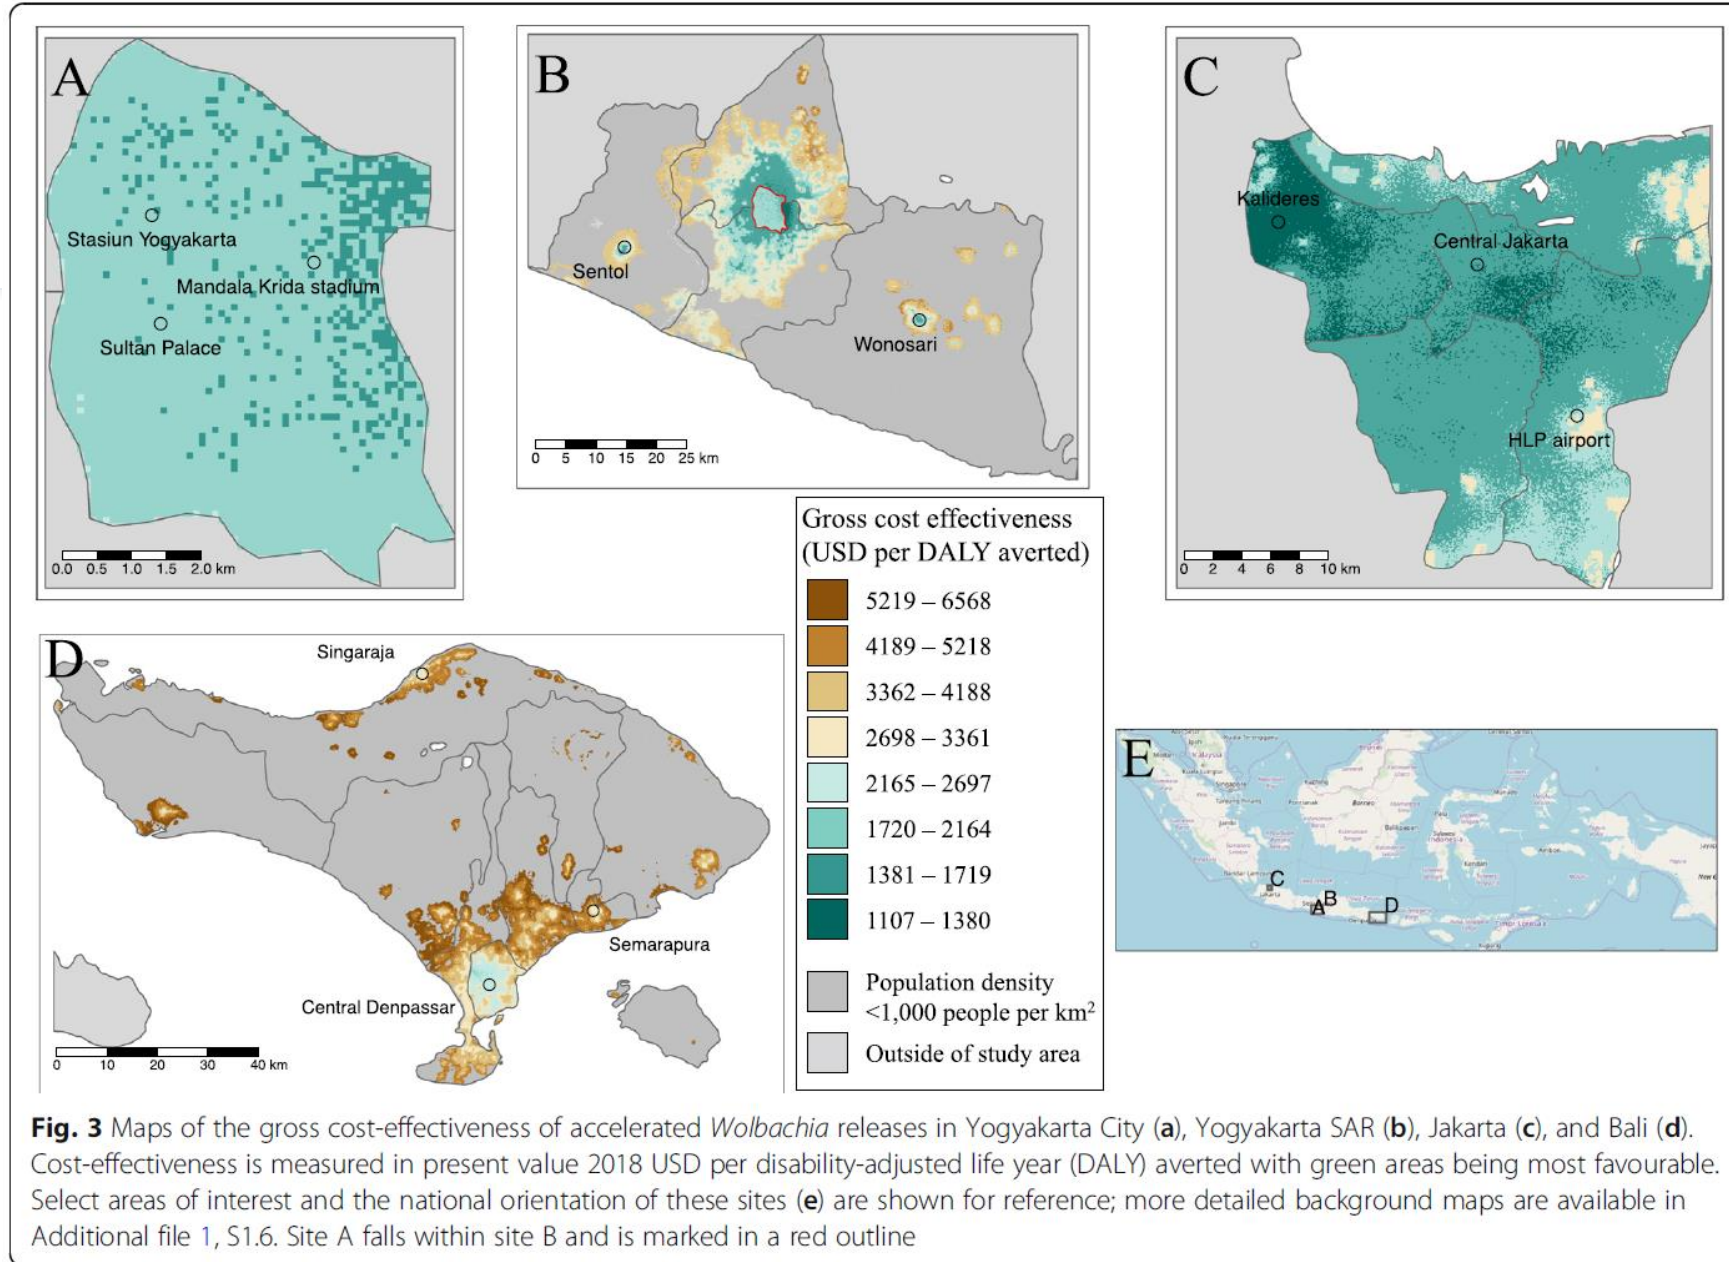 A
Stasiun Yogyakarta
Mandala Krida stadium
Sultan Palace
0.0 0.5 1.0 1.5 2.0 km
B
Sentol
Wonosari
0 5 10 15 20 25 km
C
Kalideres
Central Jakarta
HLP airport
0 2 4 6 8 10 km
D
Singaraja
Semarapura
Central Denpassar
0 10 20 30 40 km
Gross cost effectiveness
(USD per DALY averted)
5219 – 6568
4189 – 5218
3362 – 4188
2698 – 3361
2165 – 2697
1720 – 2164
1381 – 1719
1107 – 1380
Population density
<1,000 people per km²
Outside of study area
E
Singapore
Jambi
Borneo
Balikpapan
Kendari
Ambon
Jakarta
C
A
B
D
Fig. 3 Maps of the gross cost-effectiveness of accelerated Wolbachia releases in Yogyakarta City (a), Yogyakarta SAR (b), Jakarta (c), and Bali (d).
Cost-effectiveness is measured in present value 2018 USD per disability-adjusted life year (DALY) averted with green areas being most favourable.
Select areas of interest and the national orientation of these sites (e) are shown for reference; more detailed background maps are available in
Additional file 1, S1.6. Site A falls within site B and is marked in a red outline